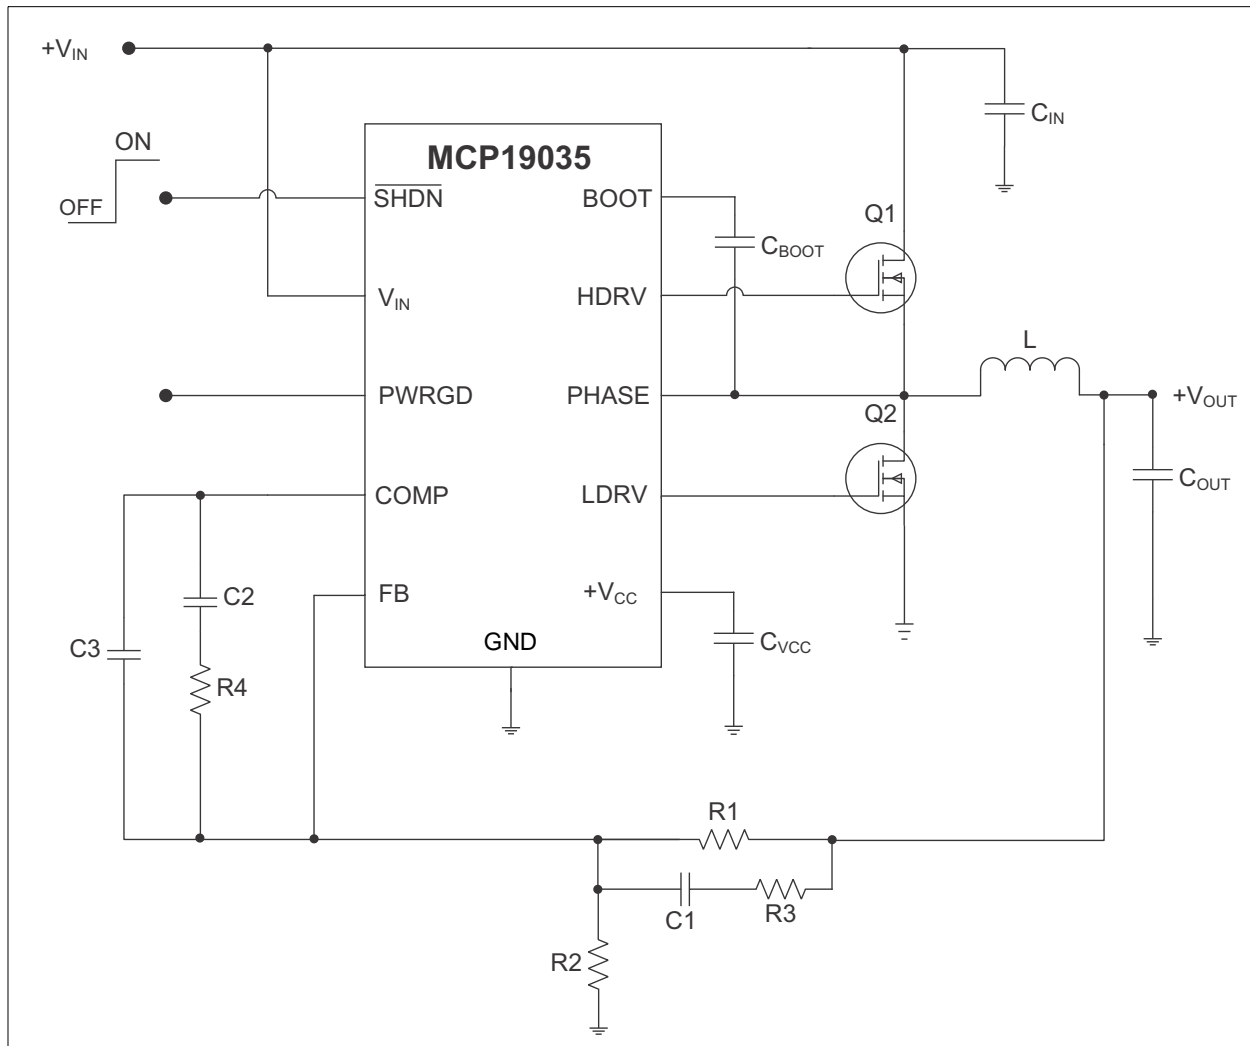 +VIN
ON
OFF
MCP19035
SHDN
VIN
PWRGD
COMP
FB
GND
BOOT
HDRV
PHASE
LDRV
+VCC
CBOOT
CVCC
CIN
Q1
Q2
L
+VOUT
COUT
C2
C3
R4
R1
C1
R3
R2